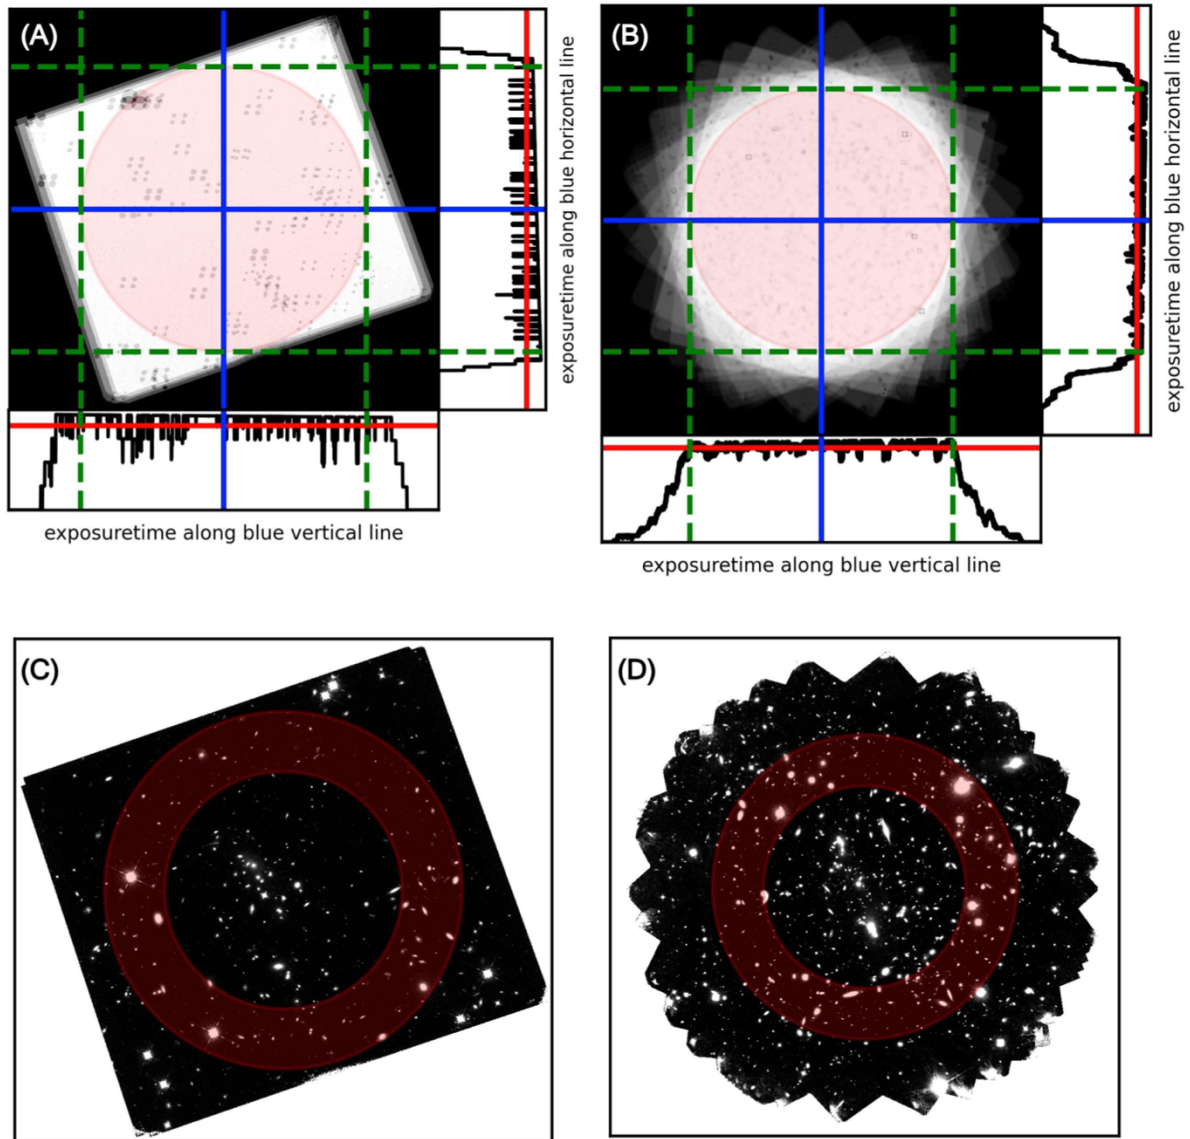 (A)
exposuretime along blue horizontal line
exposuretime along blue vertical line
(B)
exposuretime along blue horizontal line
exposuretime along blue vertical line
(C)
(D)